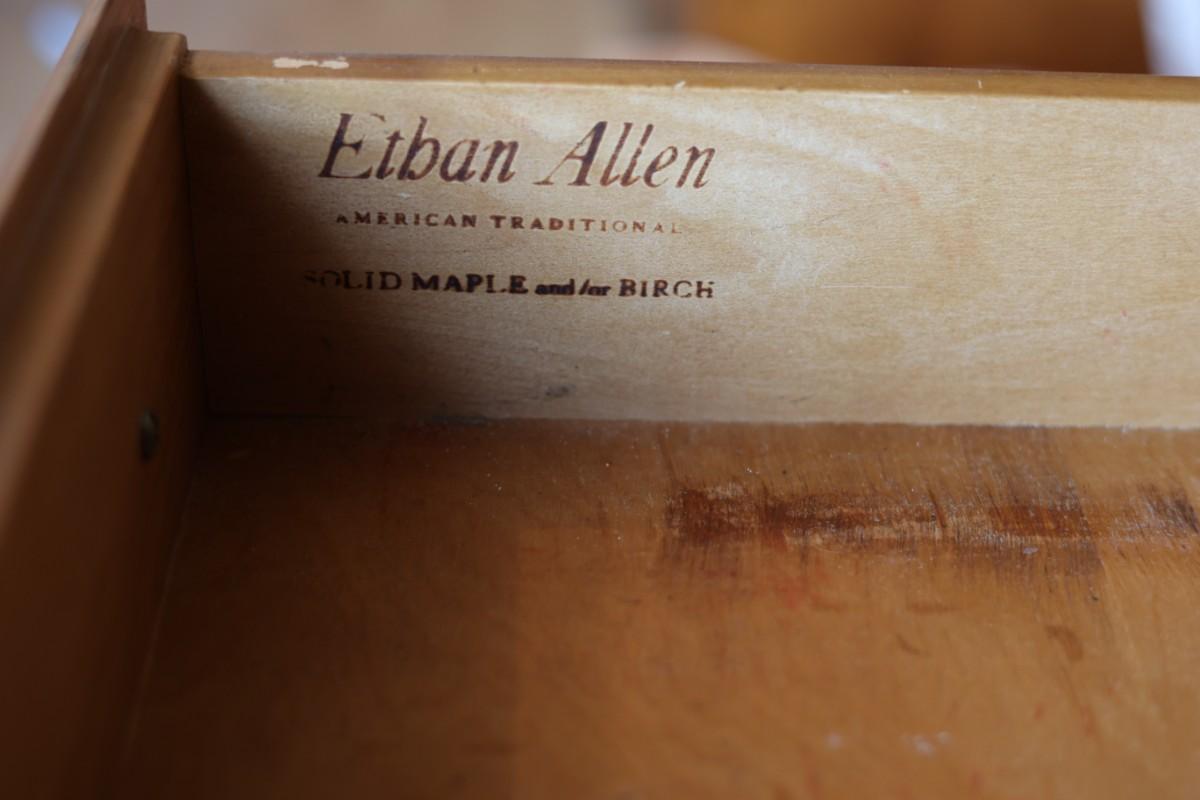 Ethan Allen
AMERICAN TRADITIONAL
SOLID MAPLE and/or BIRCH